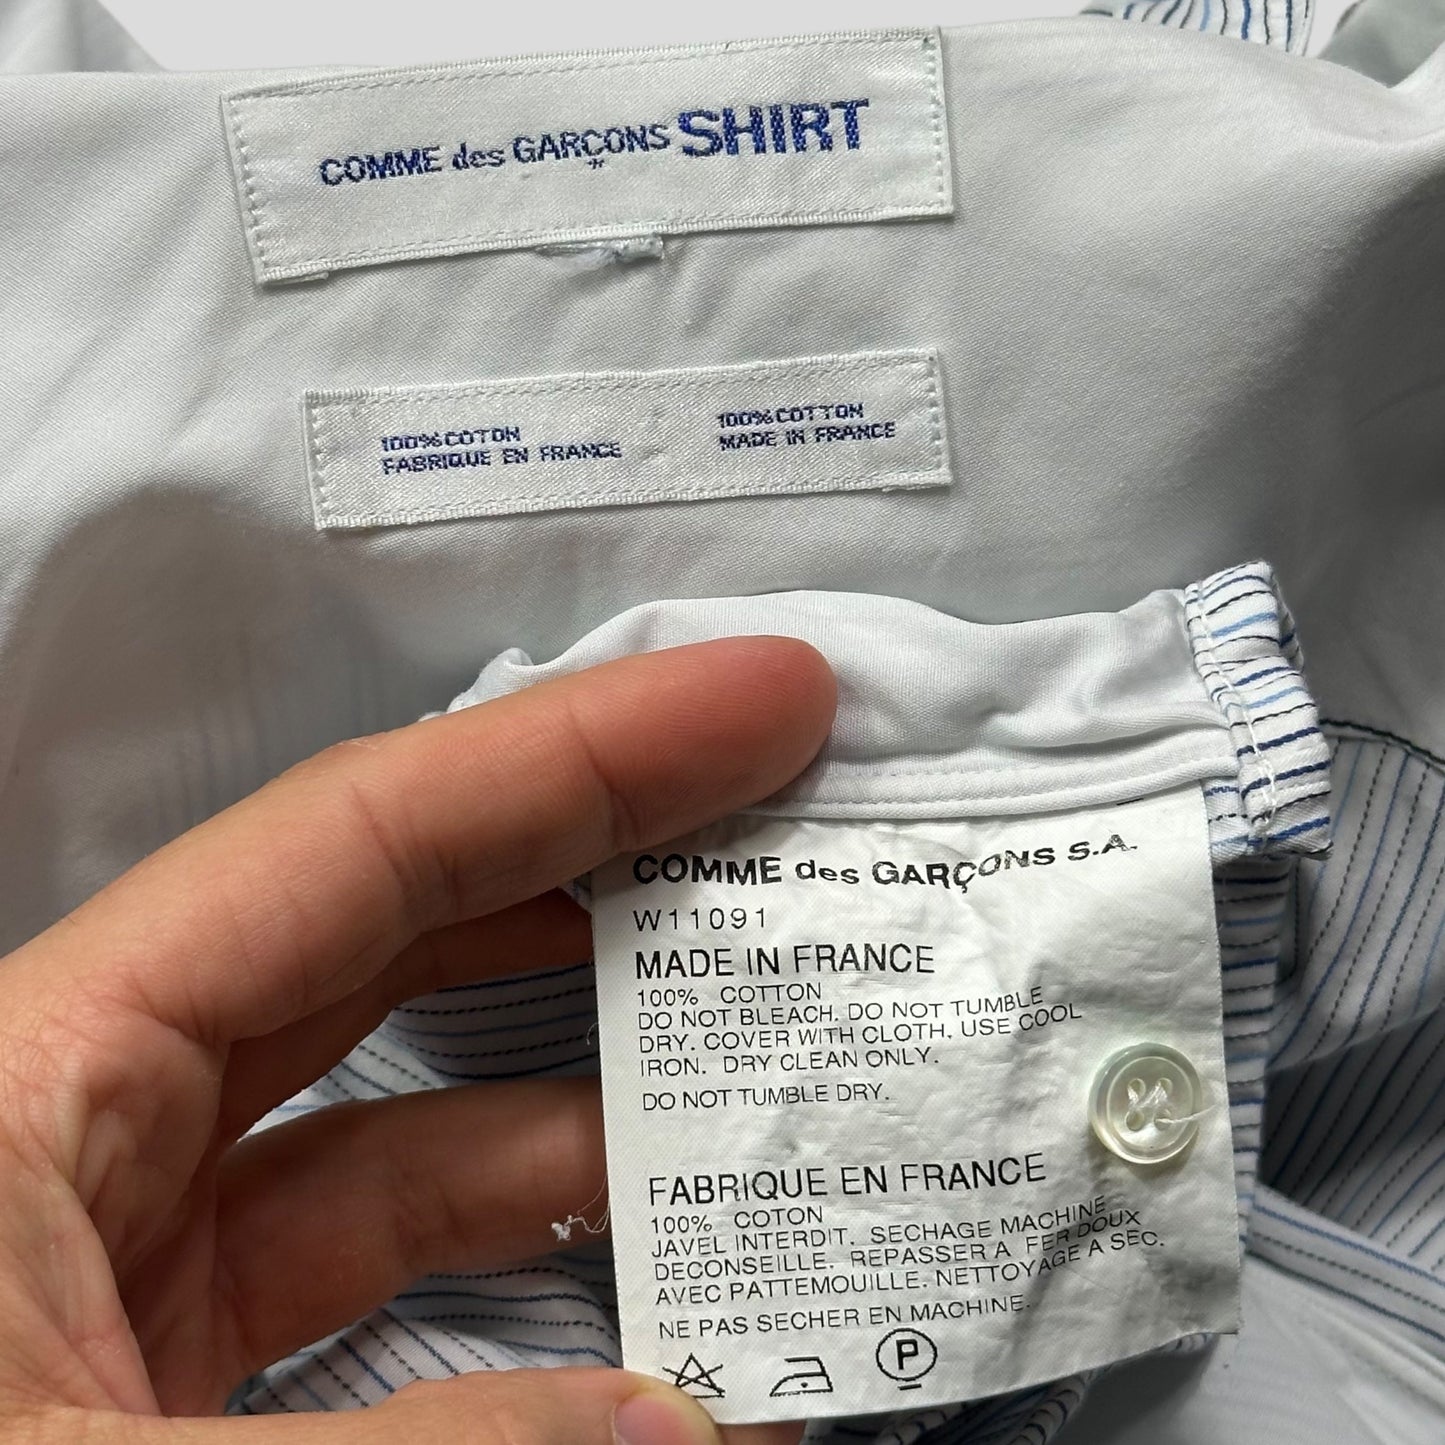 COMME des GARÇONS SHIRT
100%COTON
FABRIQUE EN FRANCE
100%COTTON
MADE IN FRANCE
COMME des GARÇONS S.A.
W11091
MADE IN FRANCE
100% COTTON
DO NOT BLEACH. DO NOT TUMBLE
DRY. COVER WITH CLOTH. USE COOL
IRON. DRY CLEAN ONLY.
DO NOT TUMBLE DRY.
FABRIQUE EN FRANCE
100% COTON
JAVEL INTERDIT. SECHAGE MACHINE
DECONSEILLE. REPASSER A FER DOUX
AVEC PATTEMOUILLE. NETTOYAGE A SEC.
NE PAS SECHER EN MACHINE.
P